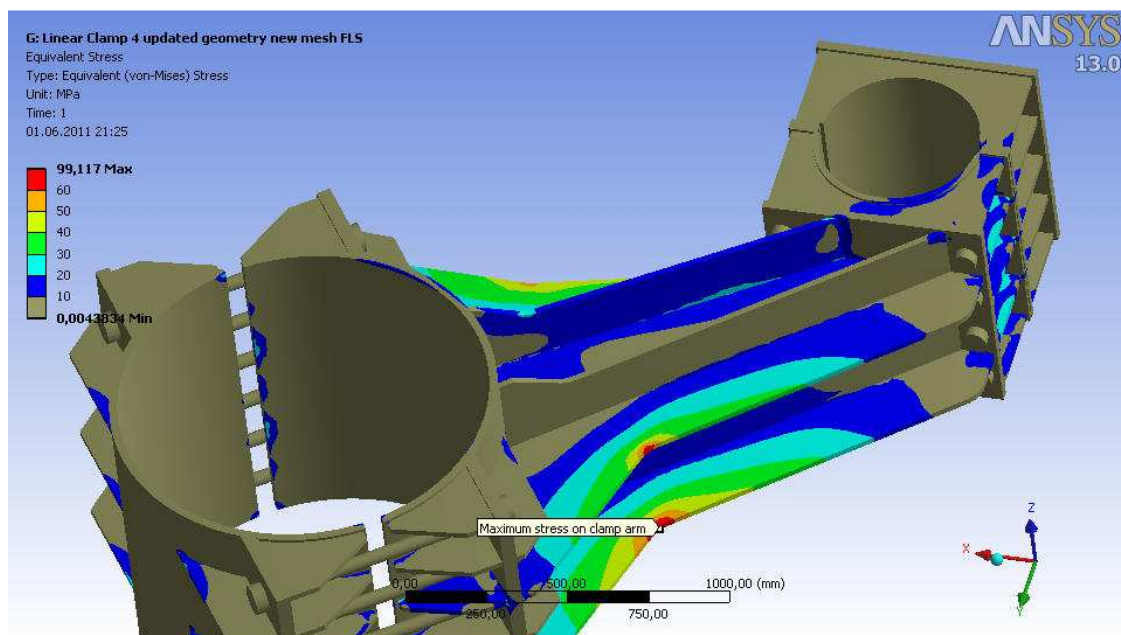 G: Linear Clamp 4 updated geometry new mesh FLS
Equivalent Stress
Type: Equivalent (von-Mises) Stress
Unit: MPa
Time: 1
01.06.2011 21:25
ANSYS
13.0
99,117 Max
60
50
40
30
20
10
0,0043834 Min
Maximum stress on clamp arm
0,00
500,00
1000,00 (mm)
250,00
750,00
Z
X
Y